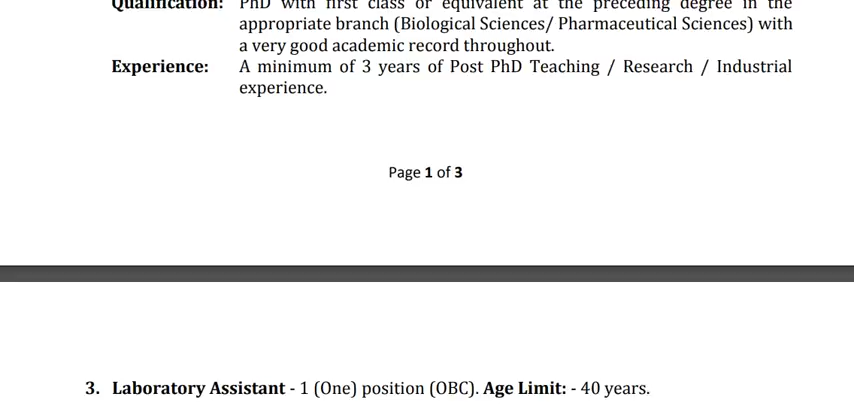 Qualification: PhD with first class or equivalent at the preceding degree in the
appropriate branch (Biological Sciences/ Pharmaceutical Sciences) with
a very good academic record throughout.
Experience: A minimum of 3 years of Post PhD Teaching / Research / Industrial
experience.
Page 1 of 3
3. Laboratory Assistant - 1 (One) position (OBC). Age Limit: - 40 years.